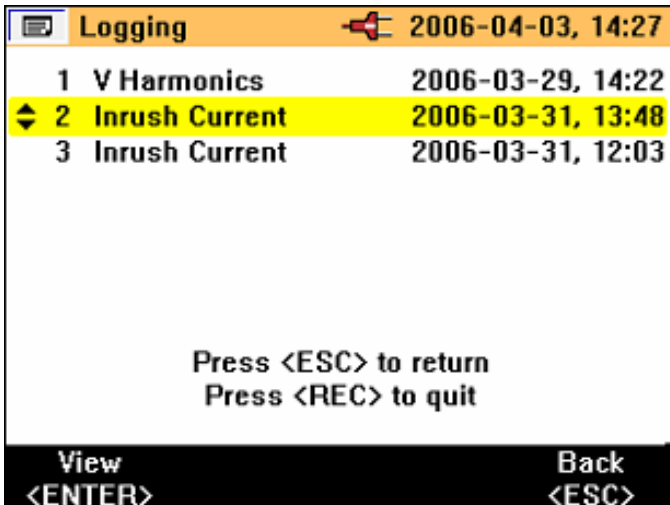 Logging 2006-04-03, 14:27
1 V Harmonics 2006-03-29, 14:22
2 Inrush Current 2006-03-31, 13:48
3 Inrush Current 2006-03-31, 12:03
Press <ESC> to return
Press <REC> to quit
View Back
<ENTER> <ESC>